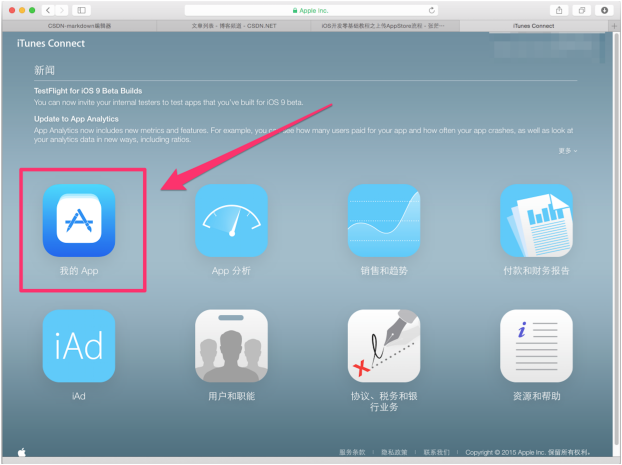 Apple Inc.
CSDN-markdown编辑器
文章列表 - 博客频道 - CSDN.NET
iOS开发零基础教程之上传AppStore流程 - 张芳…
iTunes Connect
iTunes Connect
新闻
TestFlight for iOS 9 Beta Builds
You can now invite your internal testers to test apps that you've built for iOS 9 beta.
Update to App Analytics
App Analytics now includes new metrics and features. For example, you can see how many users paid for your app and how often your app crashes, as well as look at
your analytics data in new ways, including ratios.
更多
我的 App
App 分析
销售和趋势
付款和财务报告
iAd
iAd
用户和职能
协议、税务和银
行业务
资源和帮助
服务条款 | 隐私政策 | 联系我们 | Copyright © 2015 Apple Inc. 保留所有权利。